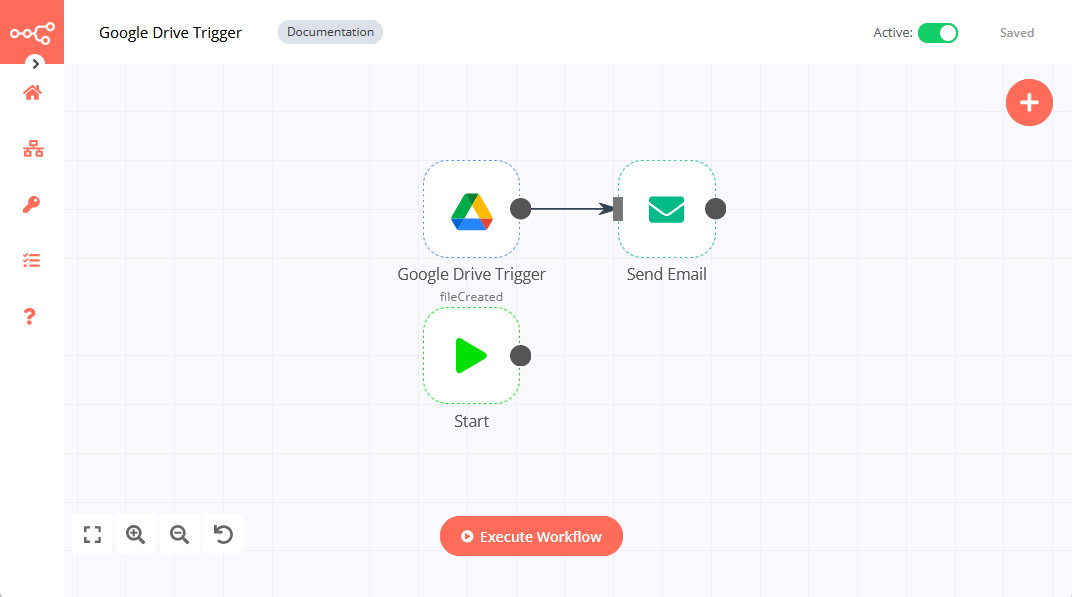 Google Drive Trigger
Documentation
Active:
Saved
Google Drive Trigger
fileCreated
Send Email
Start
Execute Workflow